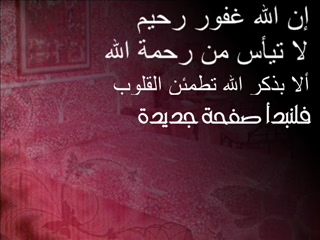 إن الله غفور رحيم
لا تيأس من رحمة الله
ألا بذكر الله تطمئن القلوب
فلنبدأ صفحة جديدة